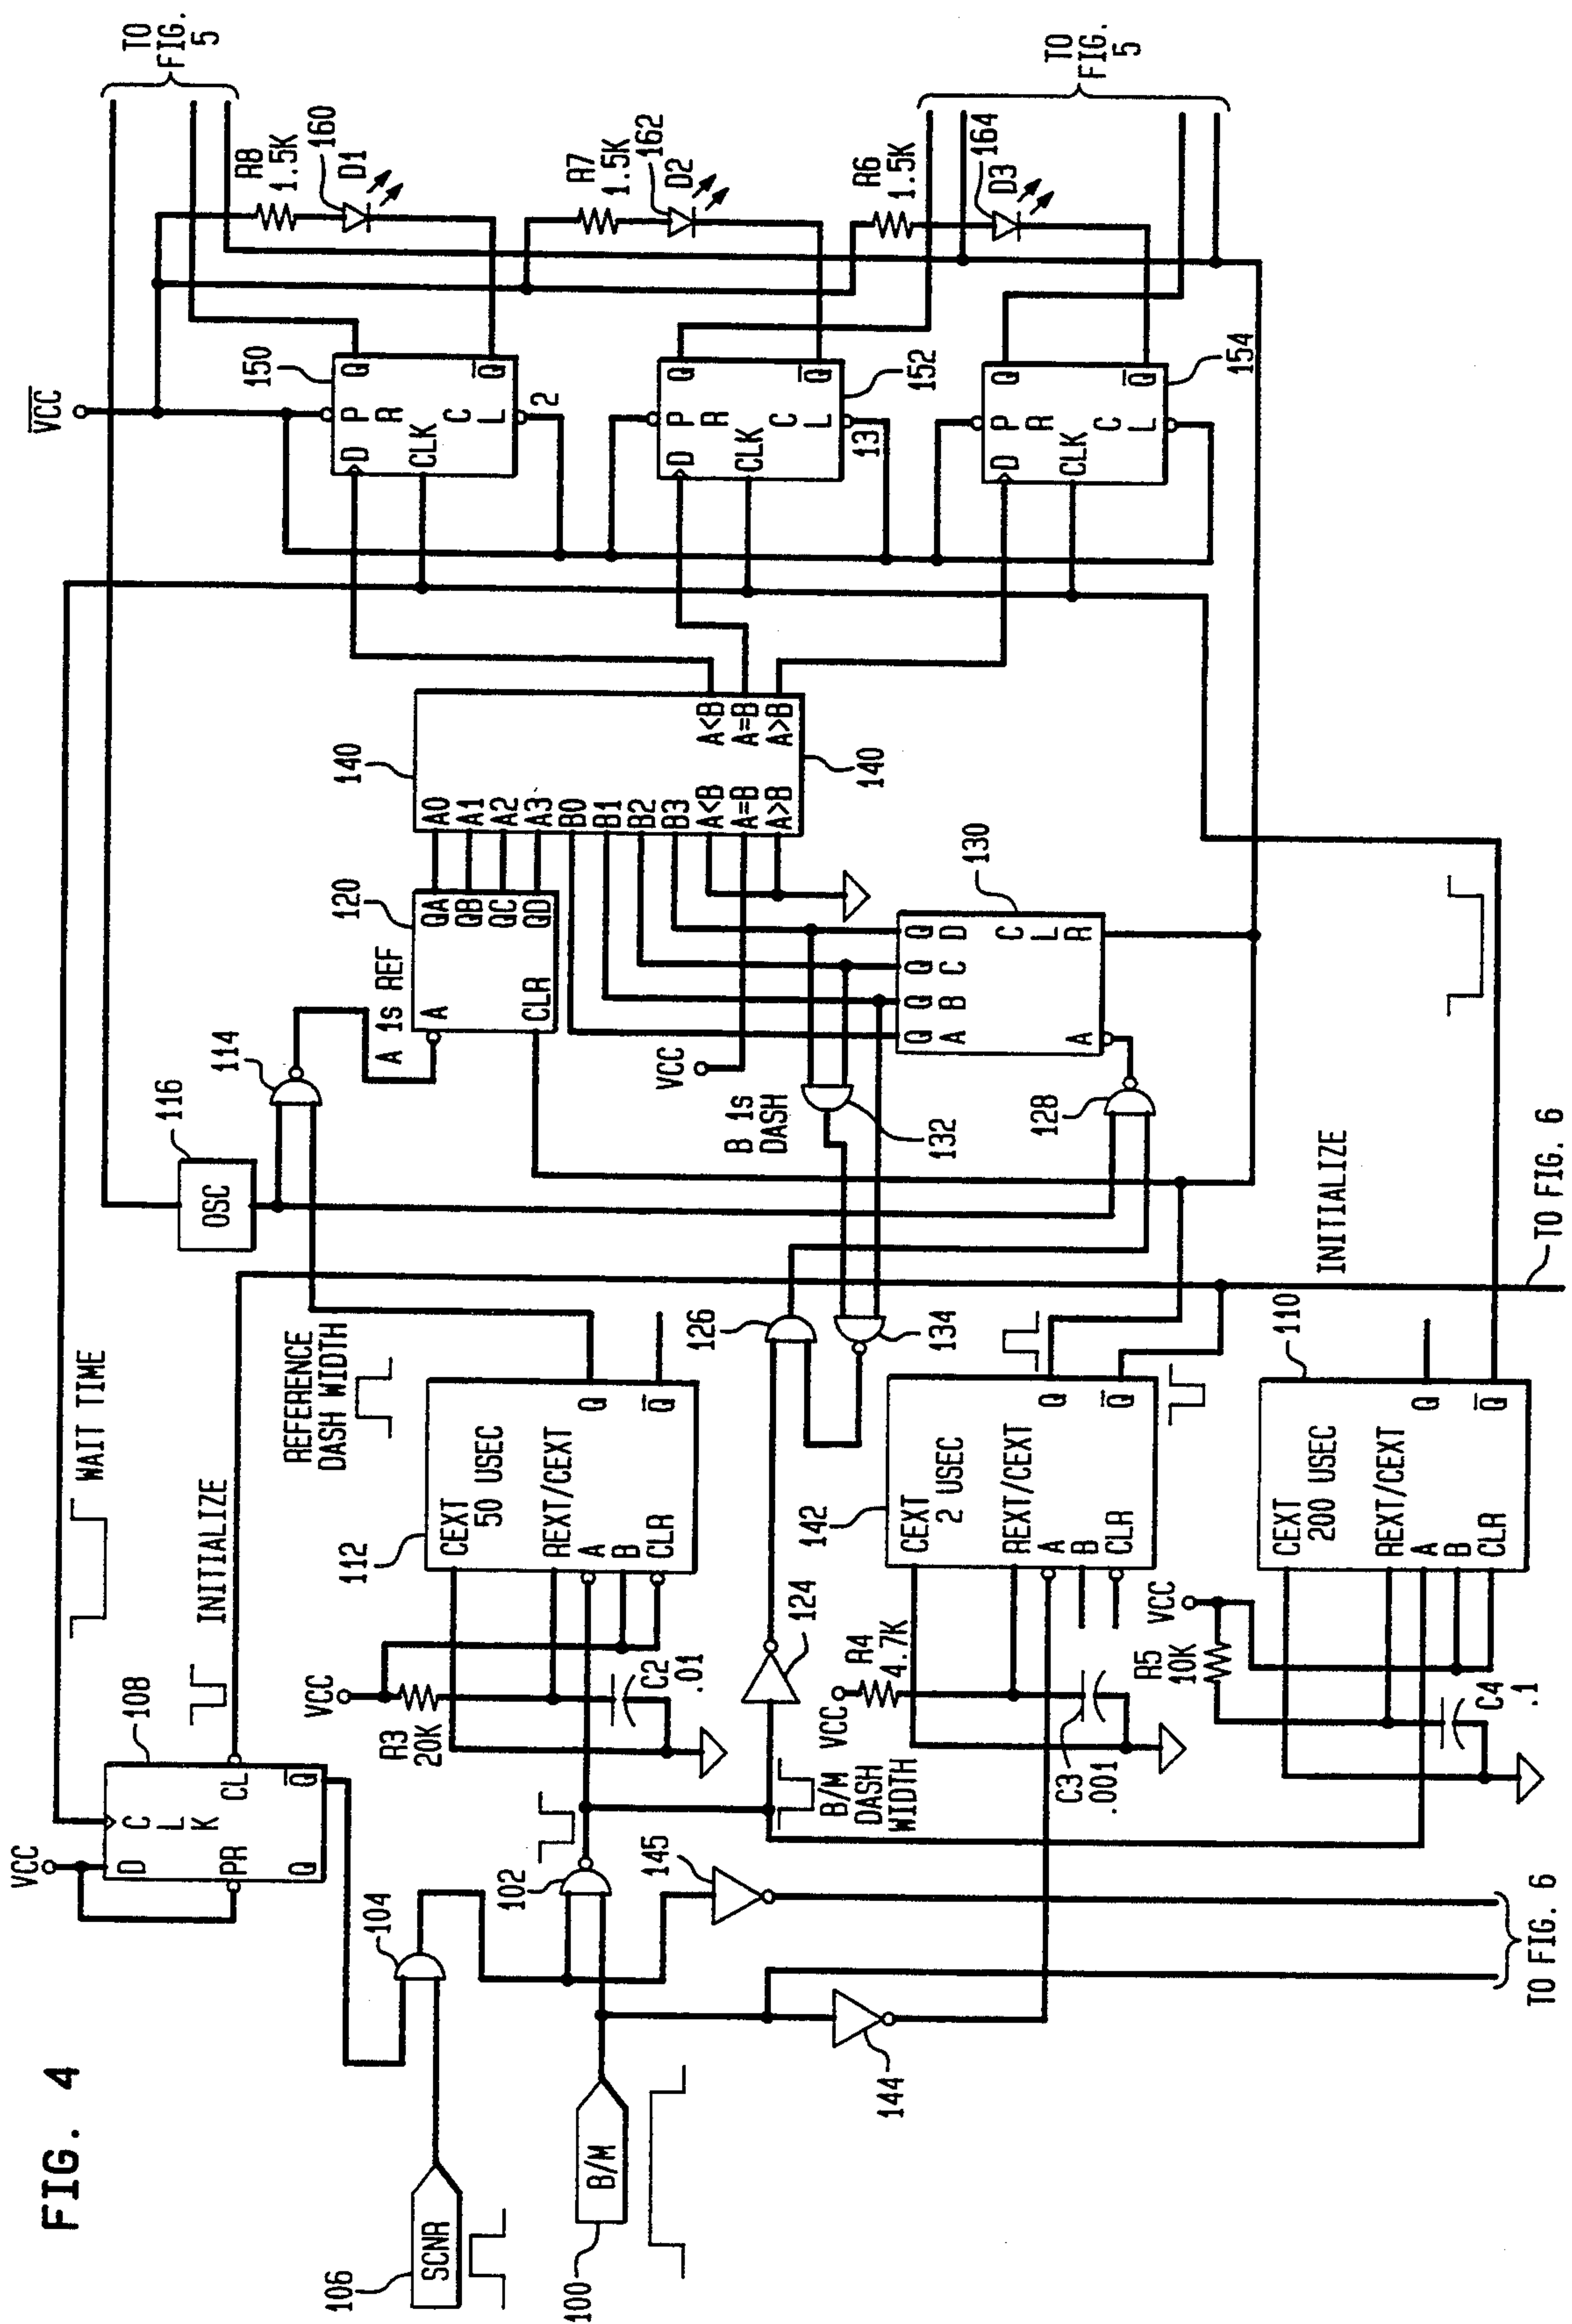 FIG. 4
VCC
108
D
C
L
K
PR
CL
Q
Q̅
WAIT TIME
INITIALIZE
106
SCNR
104
100
B/M
102
145
144
TO FIG. 6
REFERENCE
DASH WIDTH
VCC
R3
20K
C2
.01
112
CEXT
50 USEC
REXT/CEXT
A
B
CLR
Q
Q̅
124
B/M
DASH
WIDTH
VCC
R4
4.7K
C3
.001
142
CEXT
2 USEC
REXT/CEXT
A
B
CLR
Q
Q̅
VCC
R5
10K
C4
.1
110
CEXT
200 USEC
REXT/CEXT
A
B
CLR
Q
Q̅
INITIALIZE
TO FIG. 6
116
OSC
114
126
134
132
128
A 1s REF
B 1s
DASH
VCC
120
A
CLR
QA
QB
QC
QD
130
Q
A
Q
B
Q
C
Q
D
A
C
L
R
140
A0
A1
A2
A3
B0
B1
B2
B3
A<B
A=B
A>B
A<B
A=B
A>B
140
V̅C̅C̅
150
D
P
R
CLK
C
L
Q
Q̅
2
152
D
P
R
CLK
C
L
Q
Q̅
13
154
D
P
R
CLK
C
L
Q
Q̅
R8
1.5K
160
D1
R7
1.5K
162
D2
R6
1.5K
164
D3
TO
FIG.
5
TO
FIG.
5